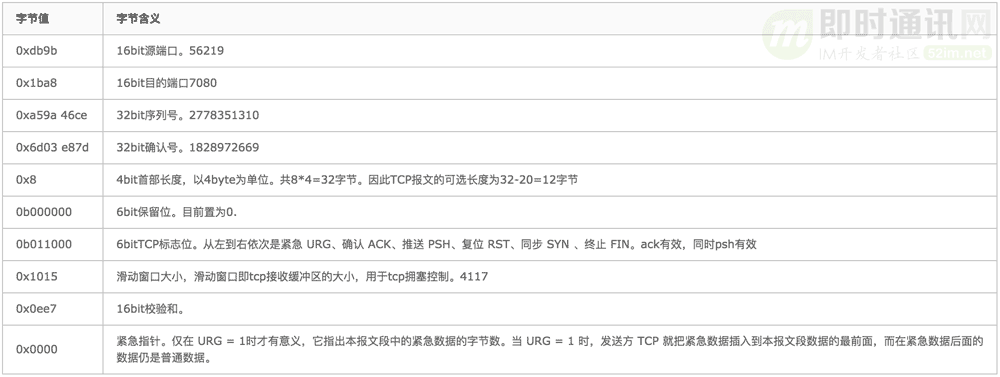 即时通讯网
IM开发者社区 52im.net
字节值 字节含义
0xdb9b 16bit源端口。56219
0x1ba8 16bit目的端口7080
0xa59a 46ce 32bit序列号。2778351310
0x6d03 e87d 32bit确认号。1828972669
0x8 4bit首部长度，以4byte为单位。共8*4=32字节。因此TCP报文的可选长度为32-20=12字节
0b000000 6bit保留位。目前置为0.
0b011000 6bitTCP标志位。从左到右依次是紧急 URG、确认 ACK、推送 PSH、复位 RST、同步 SYN 、终止 FIN。ack有效，同时psh有效
0x1015 滑动窗口大小，滑动窗口即tcp接收缓冲区的大小，用于tcp拥塞控制。4117
0x0ee7 16bit校验和。
0x0000 紧急指针。仅在 URG = 1时才有意义，它指出本报文段中的紧急数据的字节数。当 URG = 1 时，发送方 TCP 就把紧急数据插入到本报文段数据的最前面，而在紧急数据后面的
数据仍是普通数据。